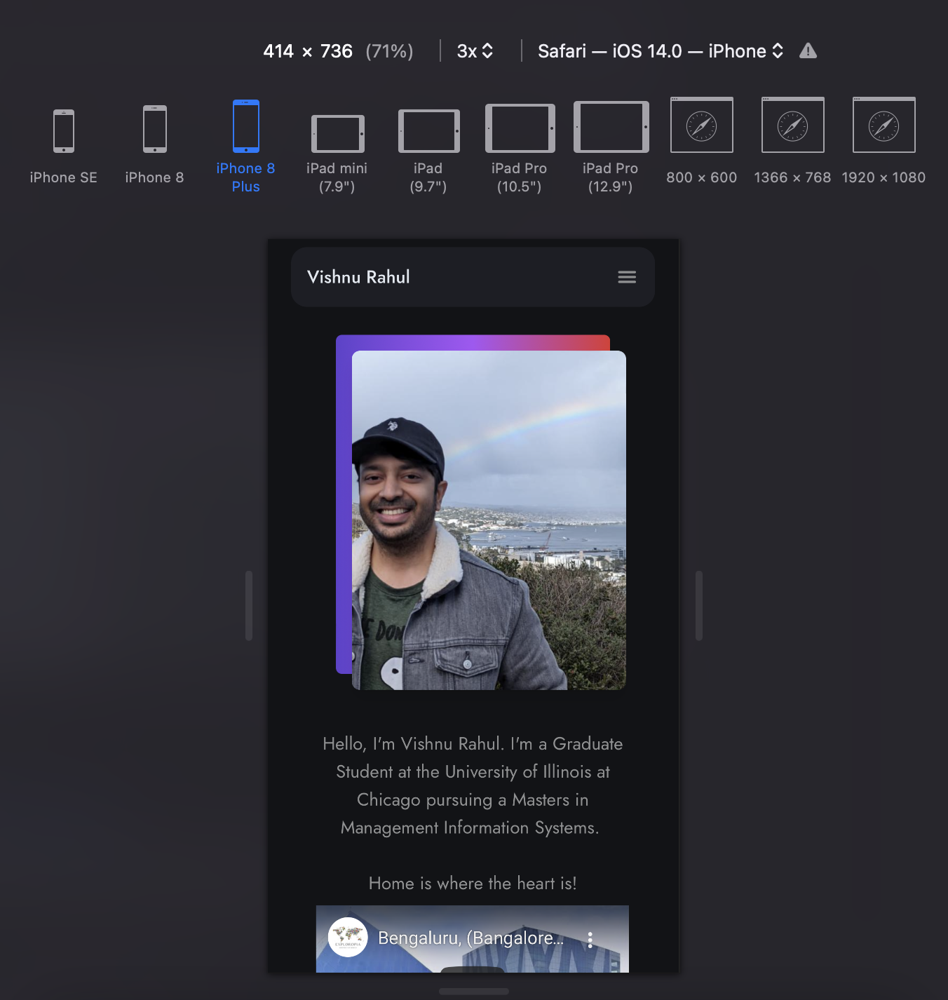 414 × 736 (71%) 3x Safari — iOS 14.0 — iPhone
iPhone SE
iPhone 8
iPhone 8
Plus
iPad mini
(7.9")
iPad
(9.7")
iPad Pro
(10.5")
iPad Pro
(12.9")
800 × 600
1366 × 768
1920 × 1080
Vishnu Rahul
DON
Hello, I'm Vishnu Rahul. I'm a Graduate
Student at the University of Illinois at
Chicago pursuing a Masters in
Management Information Systems.
Home is where the heart is!
EXPLOROPIA
Bengaluru, (Bangalore...